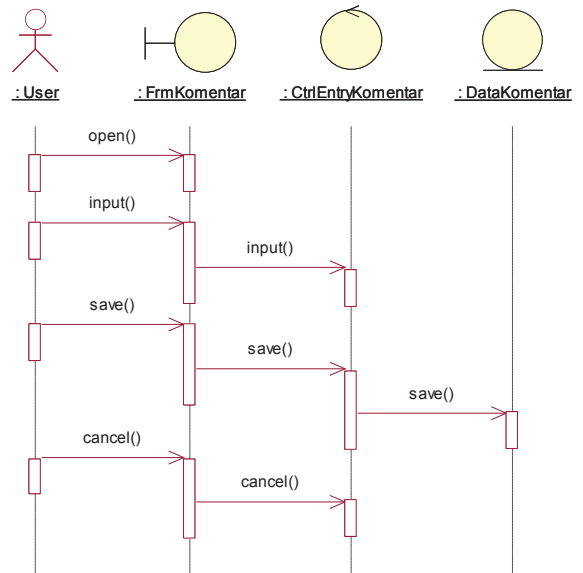 : User
: FrmKomentar
: CtrlEntryKomentar
: DataKomentar
open()
input()
input()
save()
save()
save()
cancel()
cancel()